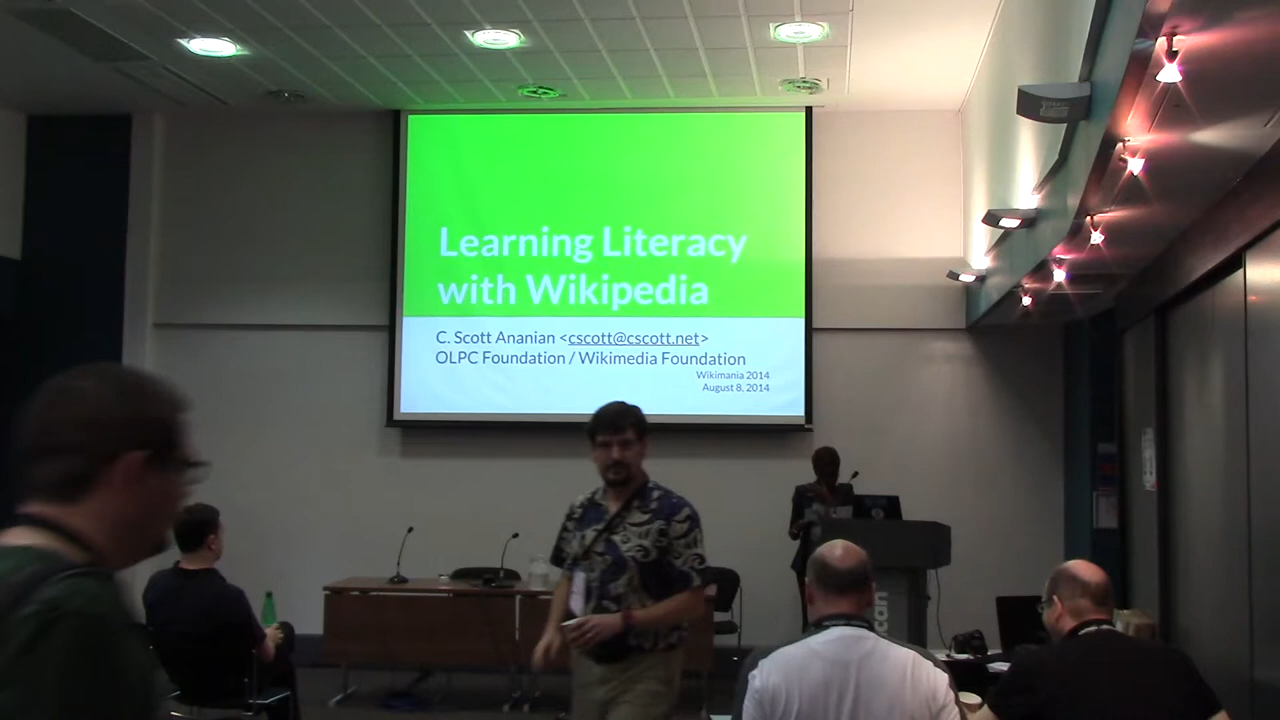 Learning Literacy
with Wikipedia
C. Scott Ananian <cscott@cscott.net>
OLPC Foundation / Wikimedia Foundation
Wikimania 2014
August 8, 2014